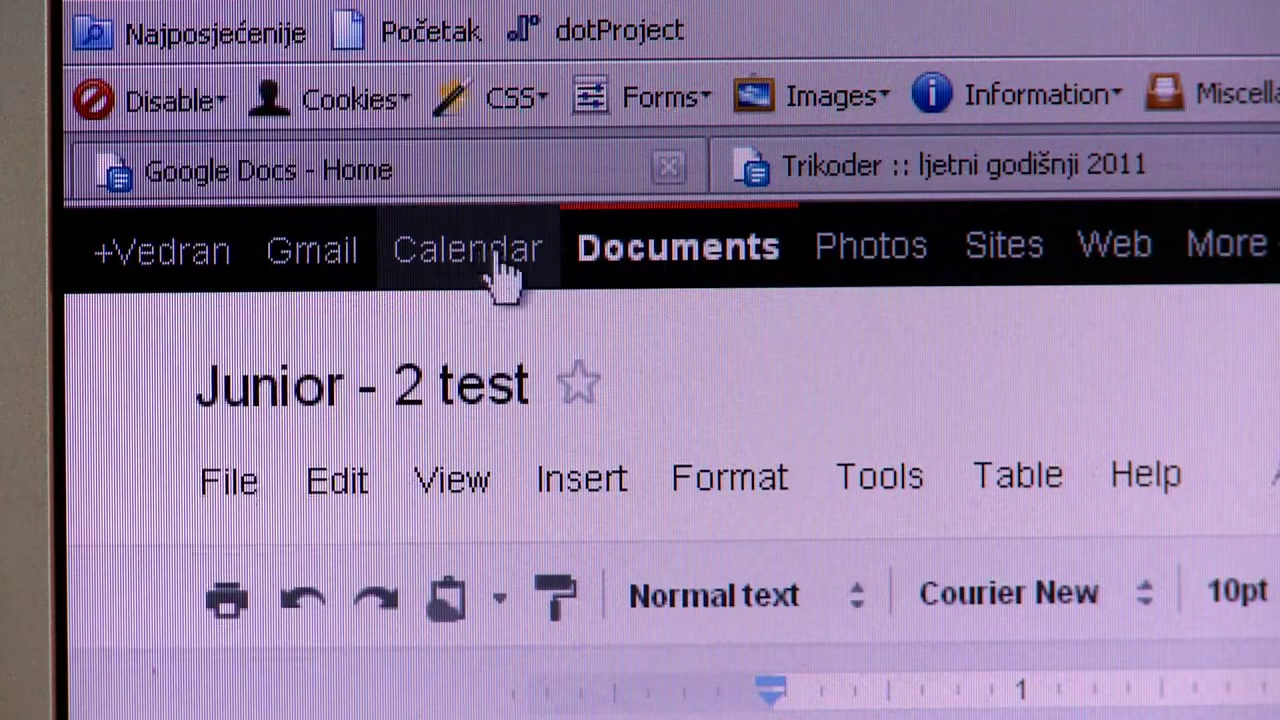 Najposjećenije Početak dotProject
Disable Cookies CSS Forms Images Information Miscella
Google Docs - Home Trikoder :: ljetni godišnji 2011
+Vedran Gmail Calendar Documents Photos Sites Web More
Junior - 2 test
File Edit View Insert Format Tools Table Help
Normal text Courier New 10pt
1